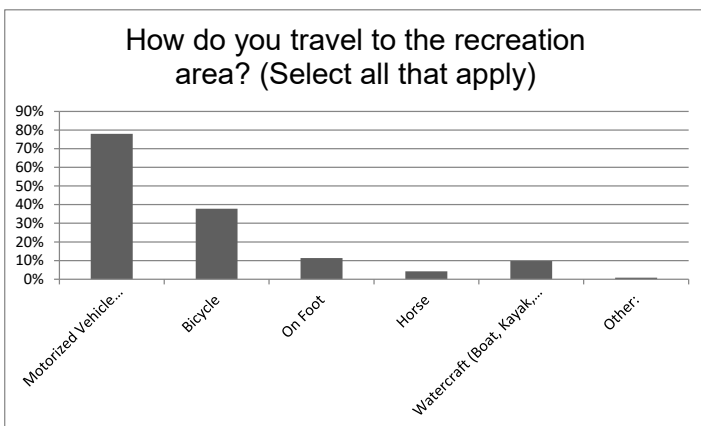 How do you travel to the recreation
area? (Select all that apply)
90%
80%
70%
60%
50%
40%
30%
20%
10%
0%
Motorized Vehicle...
Bicycle
On Foot
Horse
Watercraft (Boat, Kayak,...
Other: